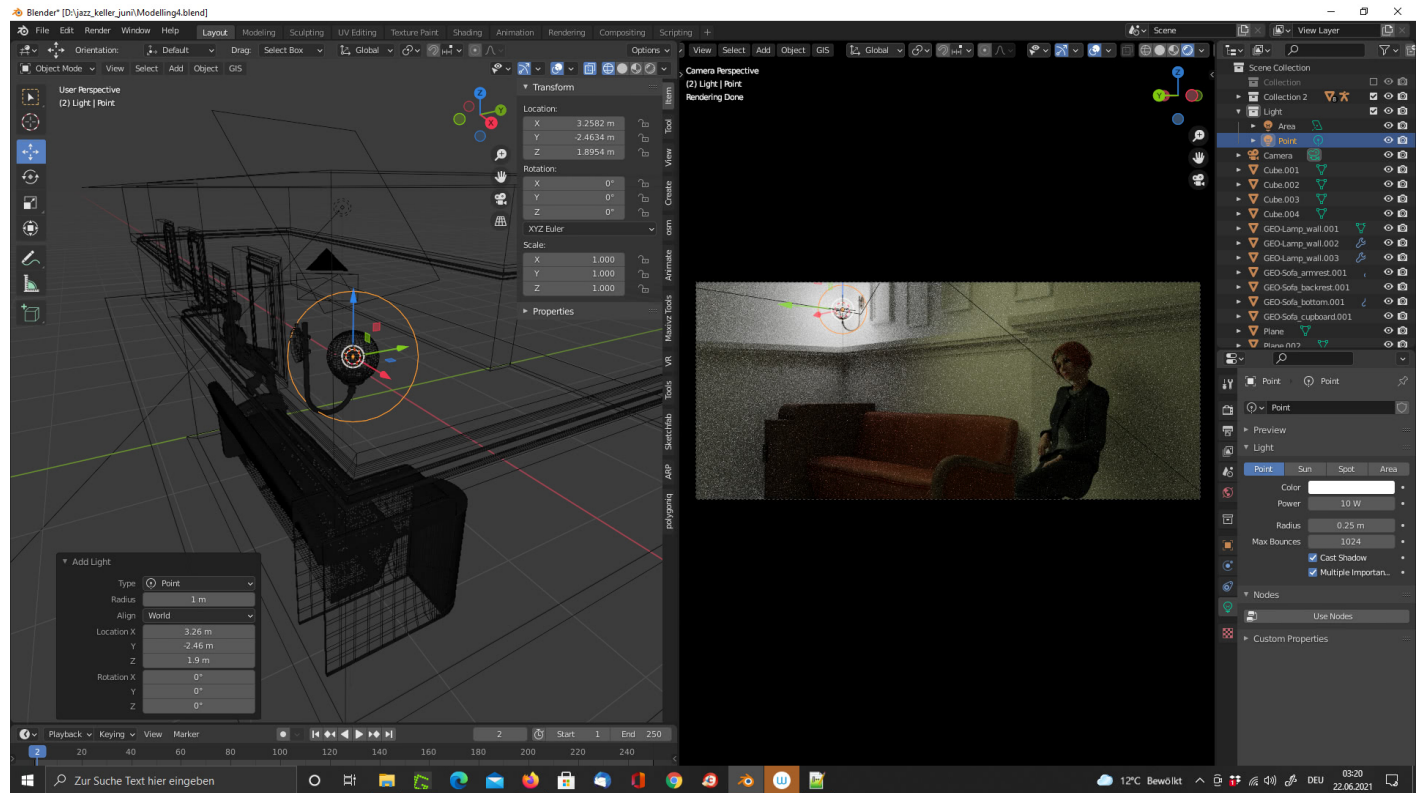 Blender* [D:\jazz_keller_juni\Modelling4.blend]
File Edit Render Window Help Layout Modeling Sculpting UV Editing Texture Paint Shading Animation Rendering Compositing Scripting + Scene View Layer
Orientation: Default Drag: Select Box Global Options
View Select Add Object GIS Global
Object Mode View Select Add Object GIS
User Perspective
(2) Light | Point
Transform
Location:
X 3.2582 m
Y -2.4634 m
Z 1.8954 m
Rotation:
X 0°
Y 0°
Z 0°
XYZ Euler
Scale:
X 1.000
Y 1.000
Z 1.000
Properties
Item
Tool
View
Create
osm
Animate
Maxivz Tools
VR
Tools
Sketchfab
ARP
polygoniq
Z
Y
X
Add Light
Type Point
Radius 1 m
Align World
Location X 3.26 m
Y -2.46 m
Z 1.9 m
Rotation X 0°
Y 0°
Z 0°
Camera Perspective
(2) Light | Point
Rendering Done
Z
Y
Scene Collection
Collection
Collection 2 8
Light
Area
Point
Camera
Cube.001
Cube.002
Cube.003
Cube.004
GEO-Lamp_wall.001
GEO-Lamp_wall.002
GEO-Lamp_wall.003
GEO-Sofa_armrest.001
GEO-Sofa_backrest.001
GEO-Sofa_bottom.001
GEO-Sofa_cupboard.001
Plane
Plane.002
Point Point
Point
Preview
Light
Point Sun Spot Area
Color
Power 10 W
Radius 0.25 m
Max Bounces 1024
Cast Shadow
Multiple Importan...
Nodes
Use Nodes
Custom Properties
Playback Keying View Marker 2 Start 1 End 250
2 20 40 60 80 100 120 140 160 180 200 220 240
Zur Suche Text hier eingeben
12°C Bewölkt DEU 03:20
22.06.2021